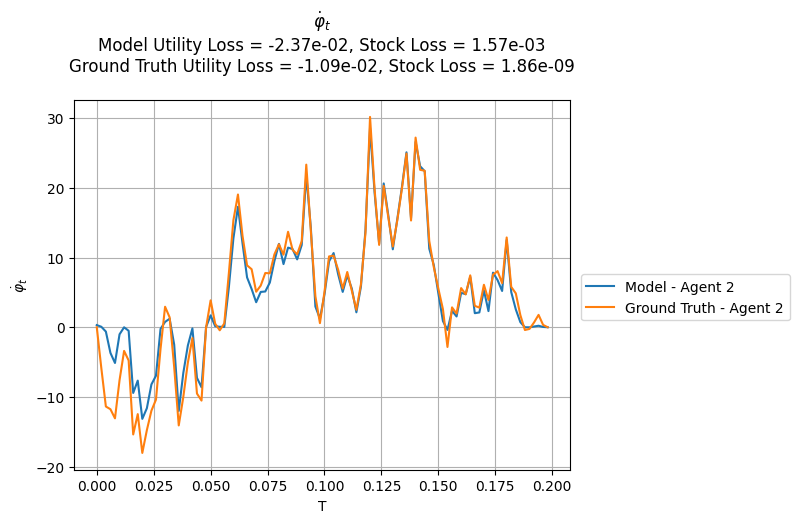 φ̇ₜ
Model Utility Loss = -2.37e-02, Stock Loss = 1.57e-03
Ground Truth Utility Loss = -1.09e-02, Stock Loss = 1.86e-09
30
20
10
0
−10
−20
φ̇ₜ
0.000 0.025 0.050 0.075 0.100 0.125 0.150 0.175 0.200
T
Model - Agent 2
Ground Truth - Agent 2